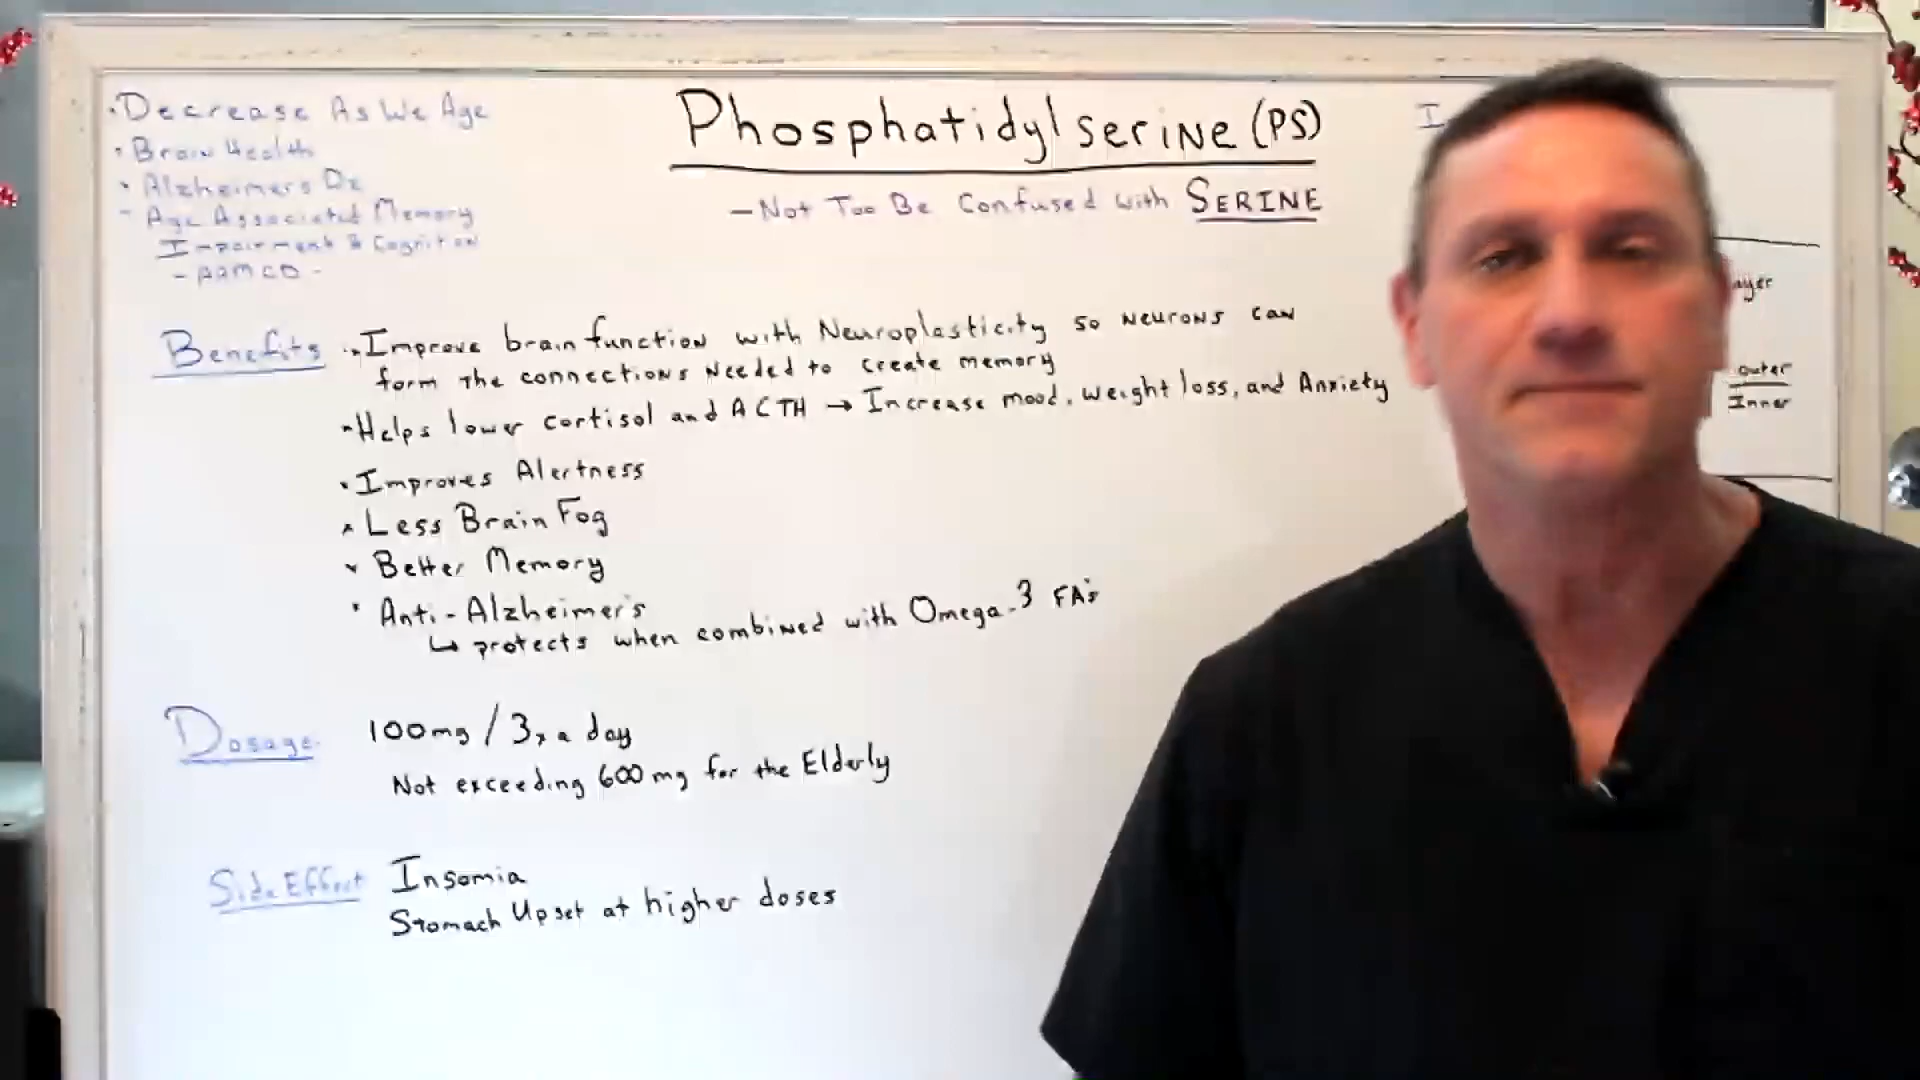 Phosphatidylserine (PS)
- Not Too Be Confused with SERINE
• Decrease As We Age
• Brain Health
• Alzheimers Dz
- Age Associated Memory
Impairment & Cognition
Benefits
• Improve brain function with Neuroplasticity so neurons can
form the connections needed to create memory
• Helps lower cortisol and ACTH → Increase mood, weight loss, and Anxiety
• Improves Alertness
• Less Brain Fog
• Better Memory
• Anti-Alzheimer's
↳ protects when combined with Omega-3 FA's
Dosage
100mg / 3x a day
Not exceeding 600mg for the Elderly
Side Effect
Insomia
Stomach Upset at higher doses
outer
Inner